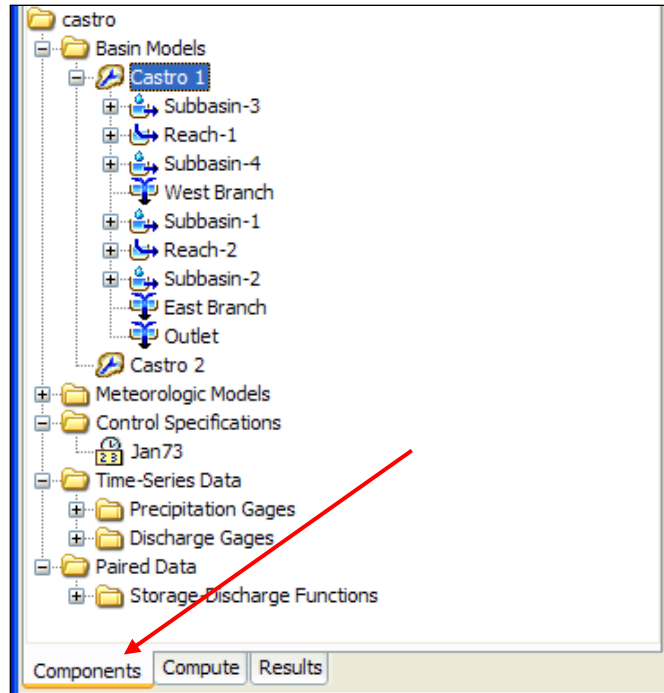 castro
Basin Models
Castro 1
Subbasin-3
Reach-1
Subbasin-4
West Branch
Subbasin-1
Reach-2
Subbasin-2
East Branch
Outlet
Castro 2
Meteorologic Models
Control Specifications
Jan73
Time-Series Data
Precipitation Gages
Discharge Gages
Paired Data
Storage-Discharge Functions
Components Compute Results